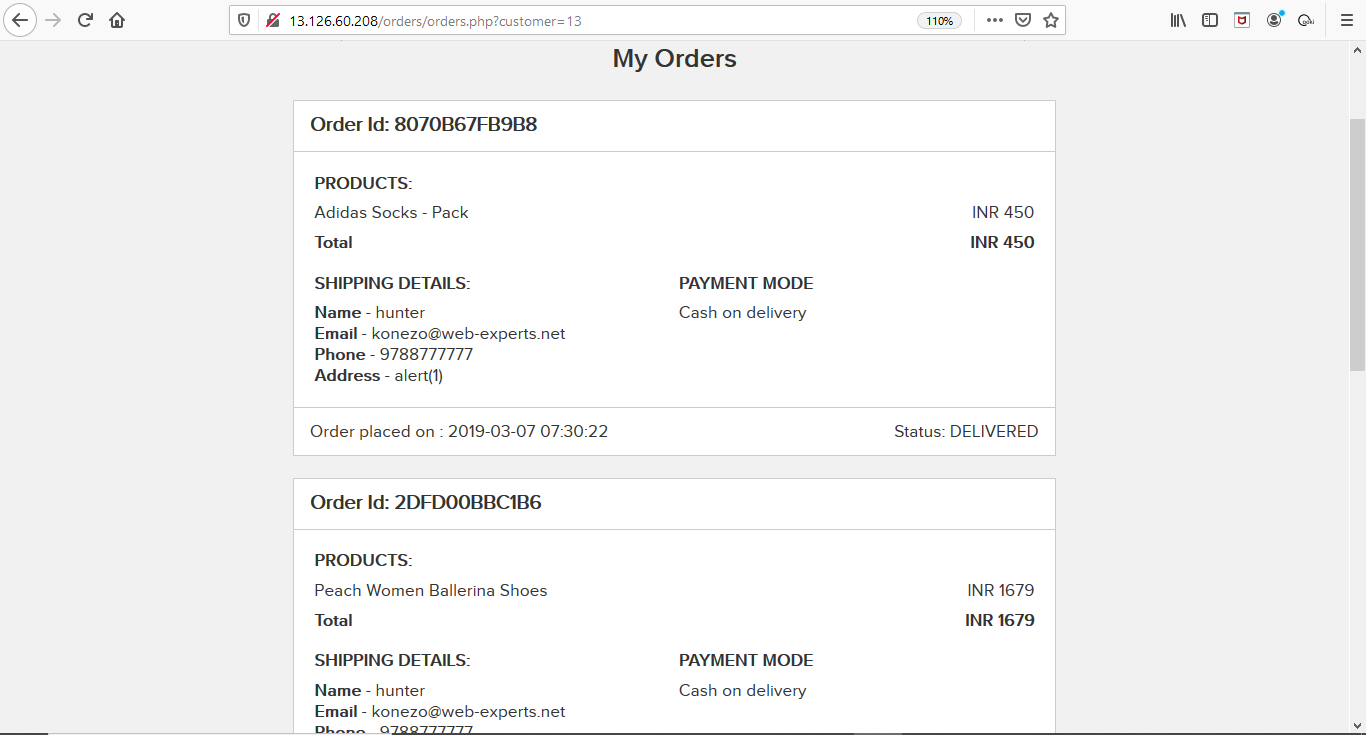 13.126.60.208/orders/orders.php?customer=13
110%
My Orders
Order Id: 8070B67FB9B8
PRODUCTS:
Adidas Socks - Pack INR 450
Total INR 450
SHIPPING DETAILS: PAYMENT MODE
Name - hunter Cash on delivery
Email - konezo@web-experts.net
Phone - 9788777777
Address - alert(1)
Order placed on : 2019-03-07 07:30:22 Status: DELIVERED
Order Id: 2DFD00BBC1B6
PRODUCTS:
Peach Women Ballerina Shoes INR 1679
Total INR 1679
SHIPPING DETAILS: PAYMENT MODE
Name - hunter Cash on delivery
Email - konezo@web-experts.net
Phone - 9788777777